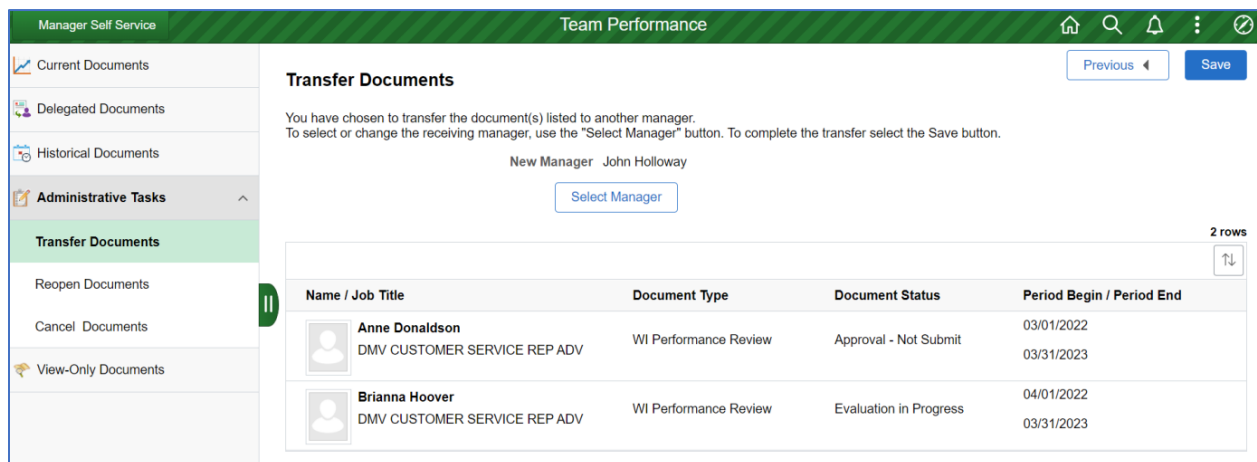 Manager Self Service
Team Performance
Current Documents
Delegated Documents
Historical Documents
Administrative Tasks
Transfer Documents
Reopen Documents
Cancel Documents
View-Only Documents
Previous
Save
Transfer Documents
You have chosen to transfer the document(s) listed to another manager.
To select or change the receiving manager, use the "Select Manager" button. To complete the transfer select the Save button.
New Manager John Holloway
Select Manager
2 rows
Name / Job Title Document Type Document Status Period Begin / Period End
Anne Donaldson
DMV CUSTOMER SERVICE REP ADV
WI Performance Review
Approval - Not Submit
03/01/2022
03/31/2023
Brianna Hoover
DMV CUSTOMER SERVICE REP ADV
WI Performance Review
Evaluation in Progress
04/01/2022
03/31/2023